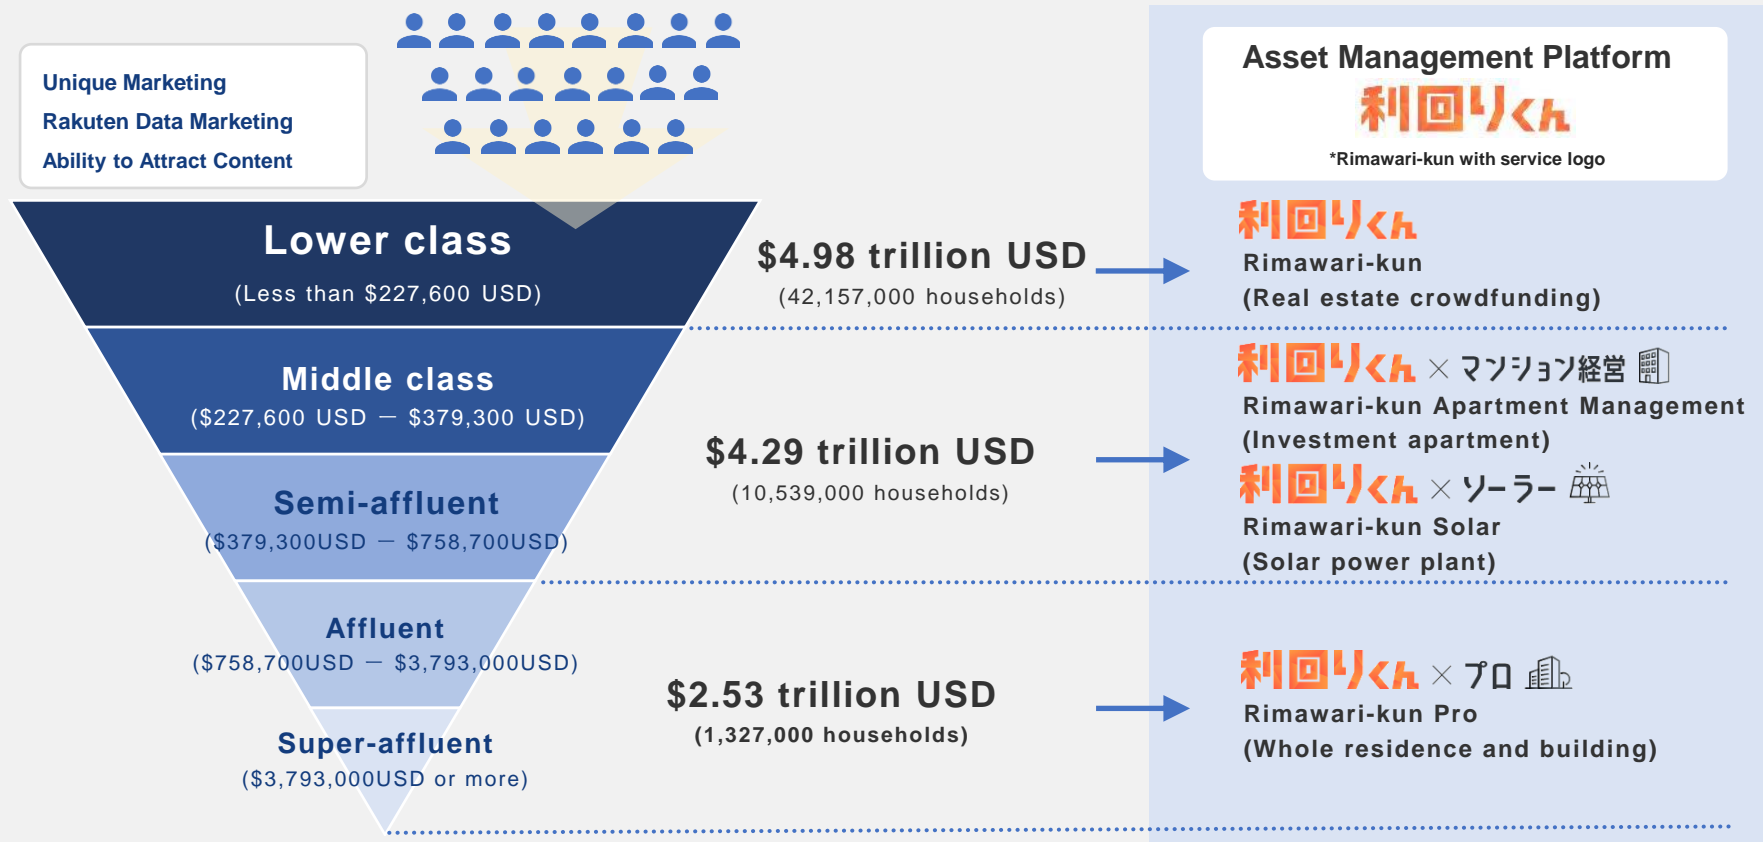 Unique Marketing
Rakuten Data Marketing
Ability to Attract Content
Asset Management Platform
利回りくん
*Rimawari-kun with service logo
Lower class
(Less than $227,600 USD)
$4.98 trillion USD
(42,157,000 households)
利回りくん
Rimawari-kun
(Real estate crowdfunding)
Middle class
($227,600 USD － $379,300 USD)
Semi-affluent
($379,300USD － $758,700USD)
$4.29 trillion USD
(10,539,000 households)
利回りくん × マンション経営
Rimawari-kun Apartment Management
(Investment apartment)
利回りくん × ソーラー
Rimawari-kun Solar
(Solar power plant)
Affluent
($758,700USD － $3,793,000USD)
Super-affluent
($3,793,000USD or more)
$2.53 trillion USD
(1,327,000 households)
利回りくん × プロ
Rimawari-kun Pro
(Whole residence and building)